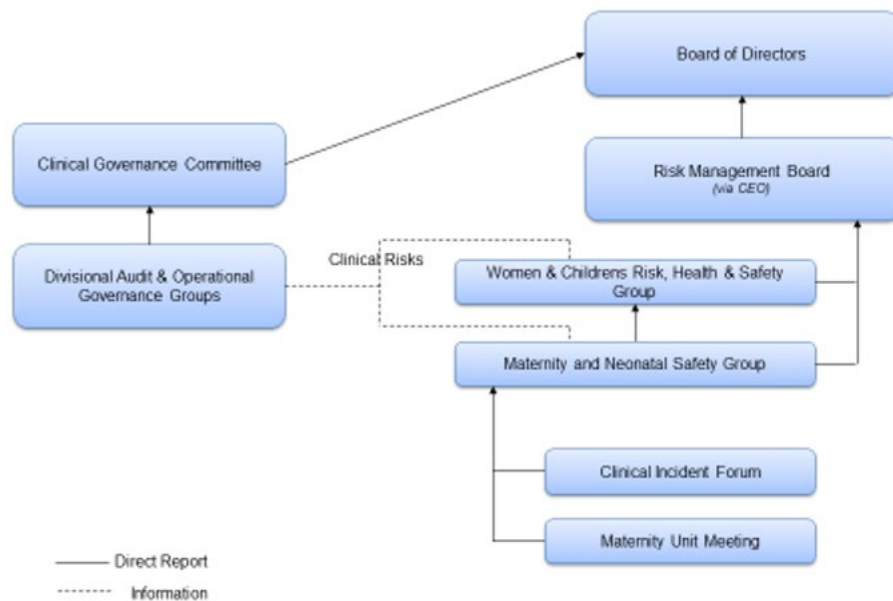 Board of Directors
Clinical Governance Committee
Risk Management Board
(via CEO)
Divisional Audit & Operational
Governance Groups
Clinical Risks
Women & Childrens Risk, Health & Safety
Group
Maternity and Neonatal Safety Group
Clinical Incident Forum
Maternity Unit Meeting
Direct Report
Information